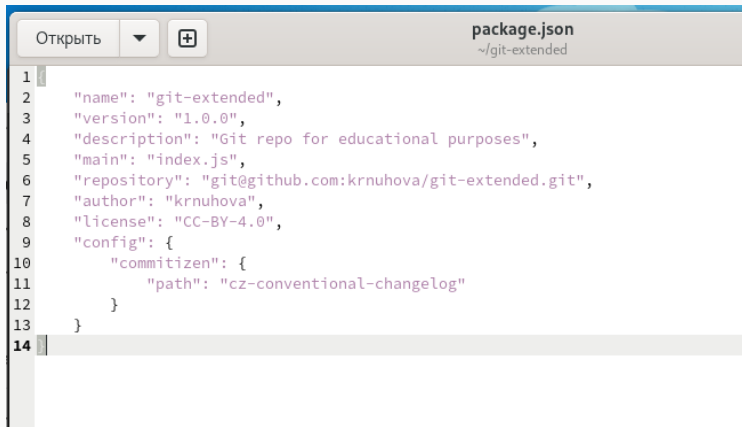 Открыть
package.json
~/git-extended
1 {
2     "name": "git-extended",
3     "version": "1.0.0",
4     "description": "Git repo for educational purposes",
5     "main": "index.js",
6     "repository": "git@github.com:krnuhova/git-extended.git",
7     "author": "krnuhova",
8     "license": "CC-BY-4.0",
9     "config": {
10         "commitizen": {
11             "path": "cz-conventional-changelog"
12         }
13     }
14 }